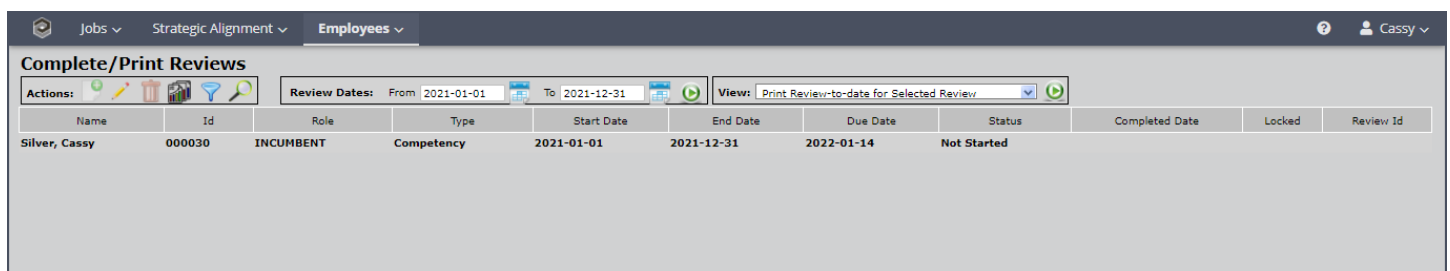 Jobs Strategic Alignment Employees ? Cassy
Complete/Print Reviews
Actions: Review Dates: From 2021-01-01 To 2021-12-31 View: Print Review-to-date for Selected Review
Name Id Role Type Start Date End Date Due Date Status Completed Date Locked Review Id
Silver, Cassy 000030 INCUMBENT Competency 2021-01-01 2021-12-31 2022-01-14 Not Started